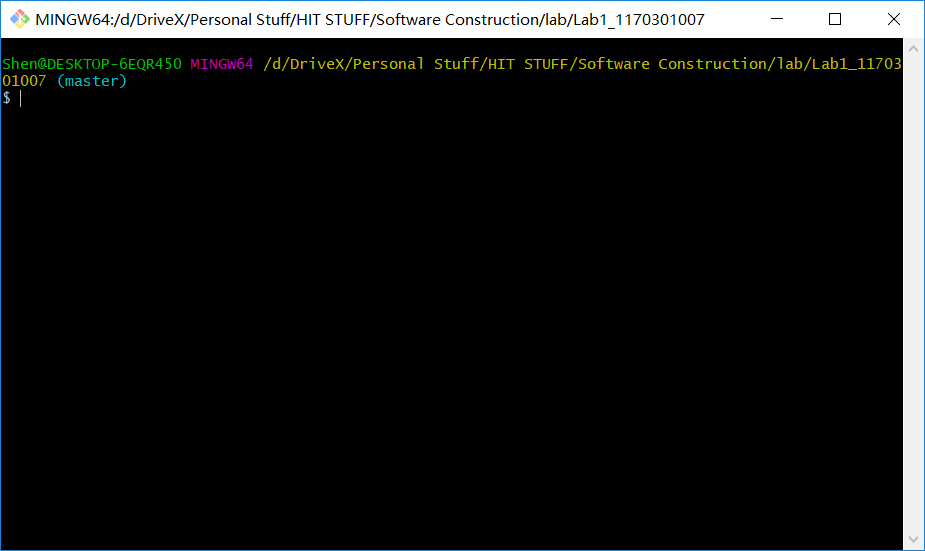 MINGW64:/d/DriveX/Personal Stuff/HIT STUFF/Software Construction/lab/Lab1_1170301007
Shen@DESKTOP-6EQR450 MINGW64 /d/DriveX/Personal Stuff/HIT STUFF/Software Construction/lab/Lab1_11703
01007 (master)
$